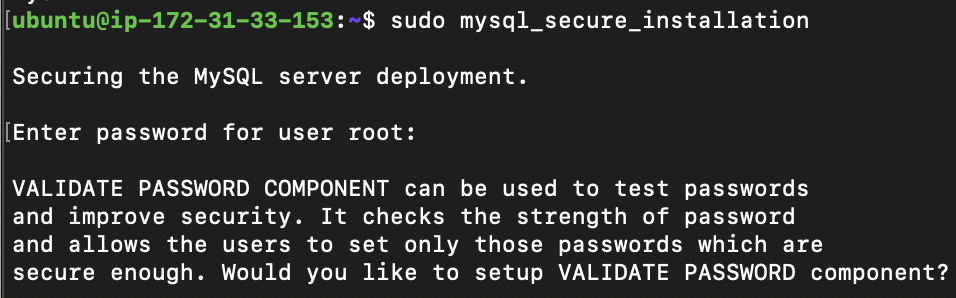 [ubuntu@ip-172-31-33-153:~$ sudo mysql_secure_installation
Securing the MySQL server deployment.
[Enter password for user root:
VALIDATE PASSWORD COMPONENT can be used to test passwords
and improve security. It checks the strength of password
and allows the users to set only those passwords which are
secure enough. Would you like to setup VALIDATE PASSWORD component?